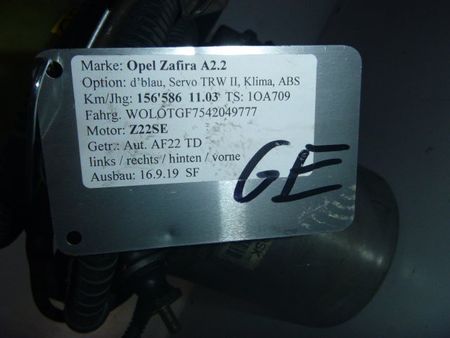 Marke: Opel Zafira A2.2
Option: d'blau, Servo TRW II, Klima, ABS
Km/Jhg: 156'586 11.03 TS: 1OA709
Fahrg. WOLOTGF7542049777
Motor: Z22SE
Getr.: Aut. AF22 TD
links / rechts / hinten / vorne
Ausbau: 16.9.19 SF
GE